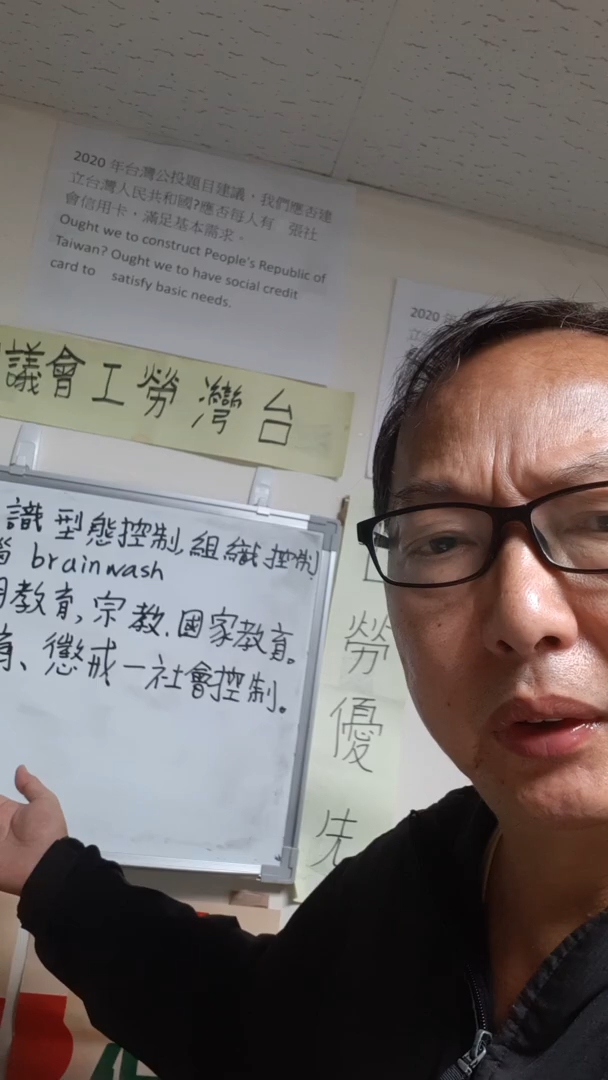 2020 年台灣公投題目建議，我們應否建
立台灣人民共和國?應否每人有 張社
會信用卡，滿足基本需求。
Ought we to construct People's Republic of
Taiwan? Ought we to have social credit
card to satisfy basic needs.
2020
立台
議會工勞灣台
識型態控制,組織控制
brainwash
教育,宗教.國家教育。
、懲戒一社會控制。
勞
優
先